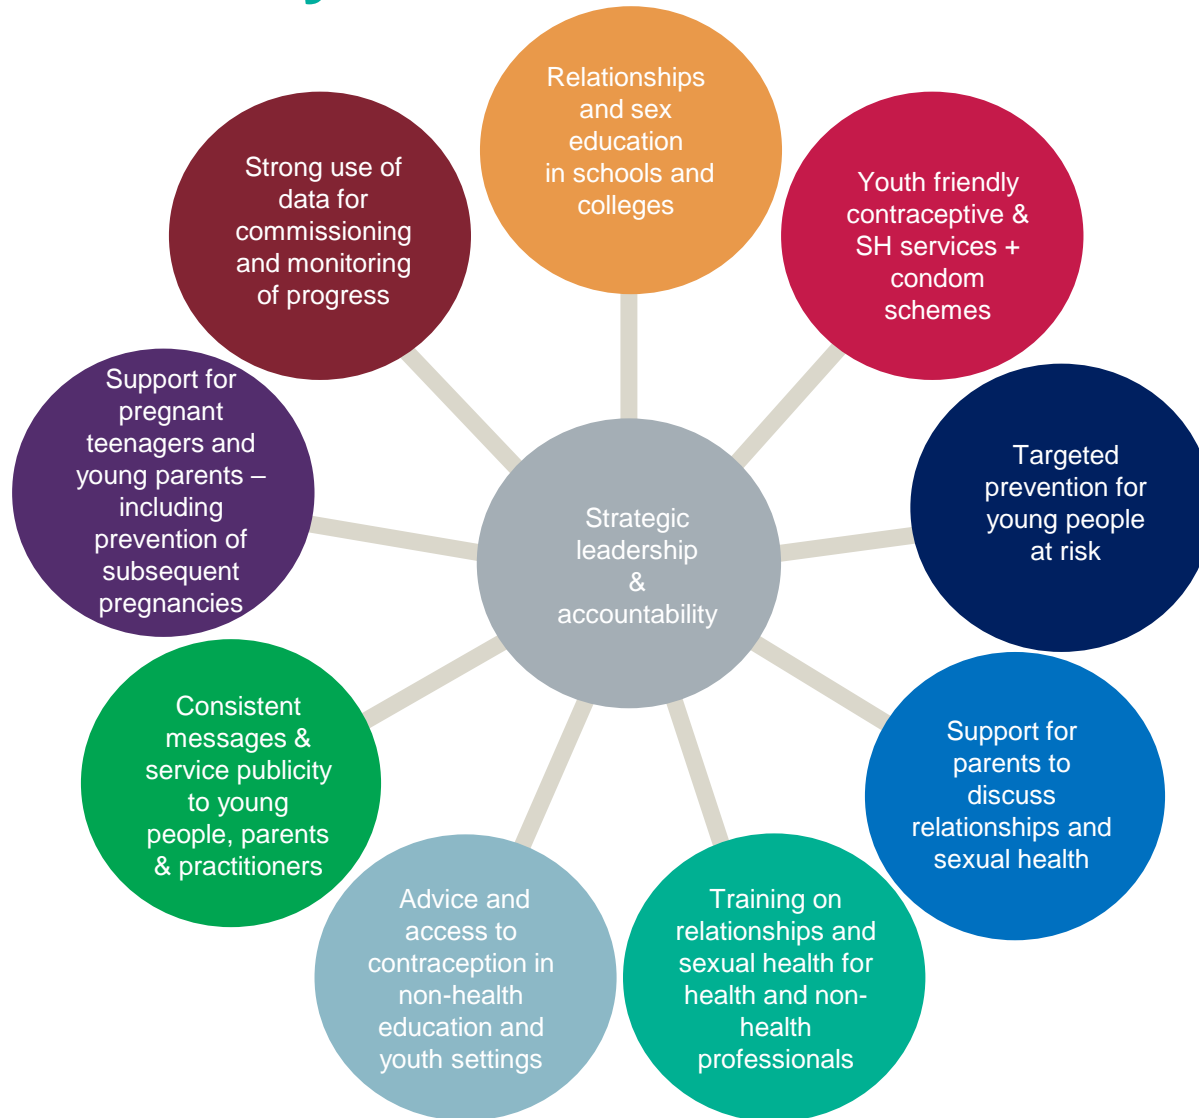 Relationships
and sex
education
in schools and
colleges
Youth friendly
contraceptive &
SH services +
condom
schemes
Targeted
prevention for
young people
at risk
Support for
parents to
discuss
relationships and
sexual health
Training on
relationships and
sexual health for
health and non-
health
professionals
Advice and
access to
contraception in
non-health
education and
youth settings
Consistent
messages &
service publicity
to young
people, parents
& practitioners
Support for
pregnant
teenagers and
young parents –
including
prevention of
subsequent
pregnancies
Strong use of
data for
commissioning
and monitoring
of progress
Strategic
leadership
&
accountability